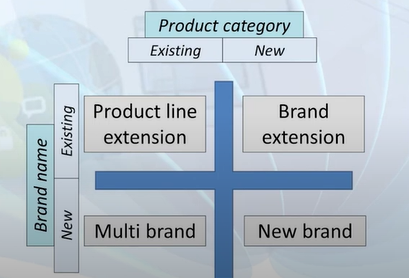 Product category
Existing
New
Brand name
Existing
Product line
extension
Brand
extension
New
Multi brand
New brand